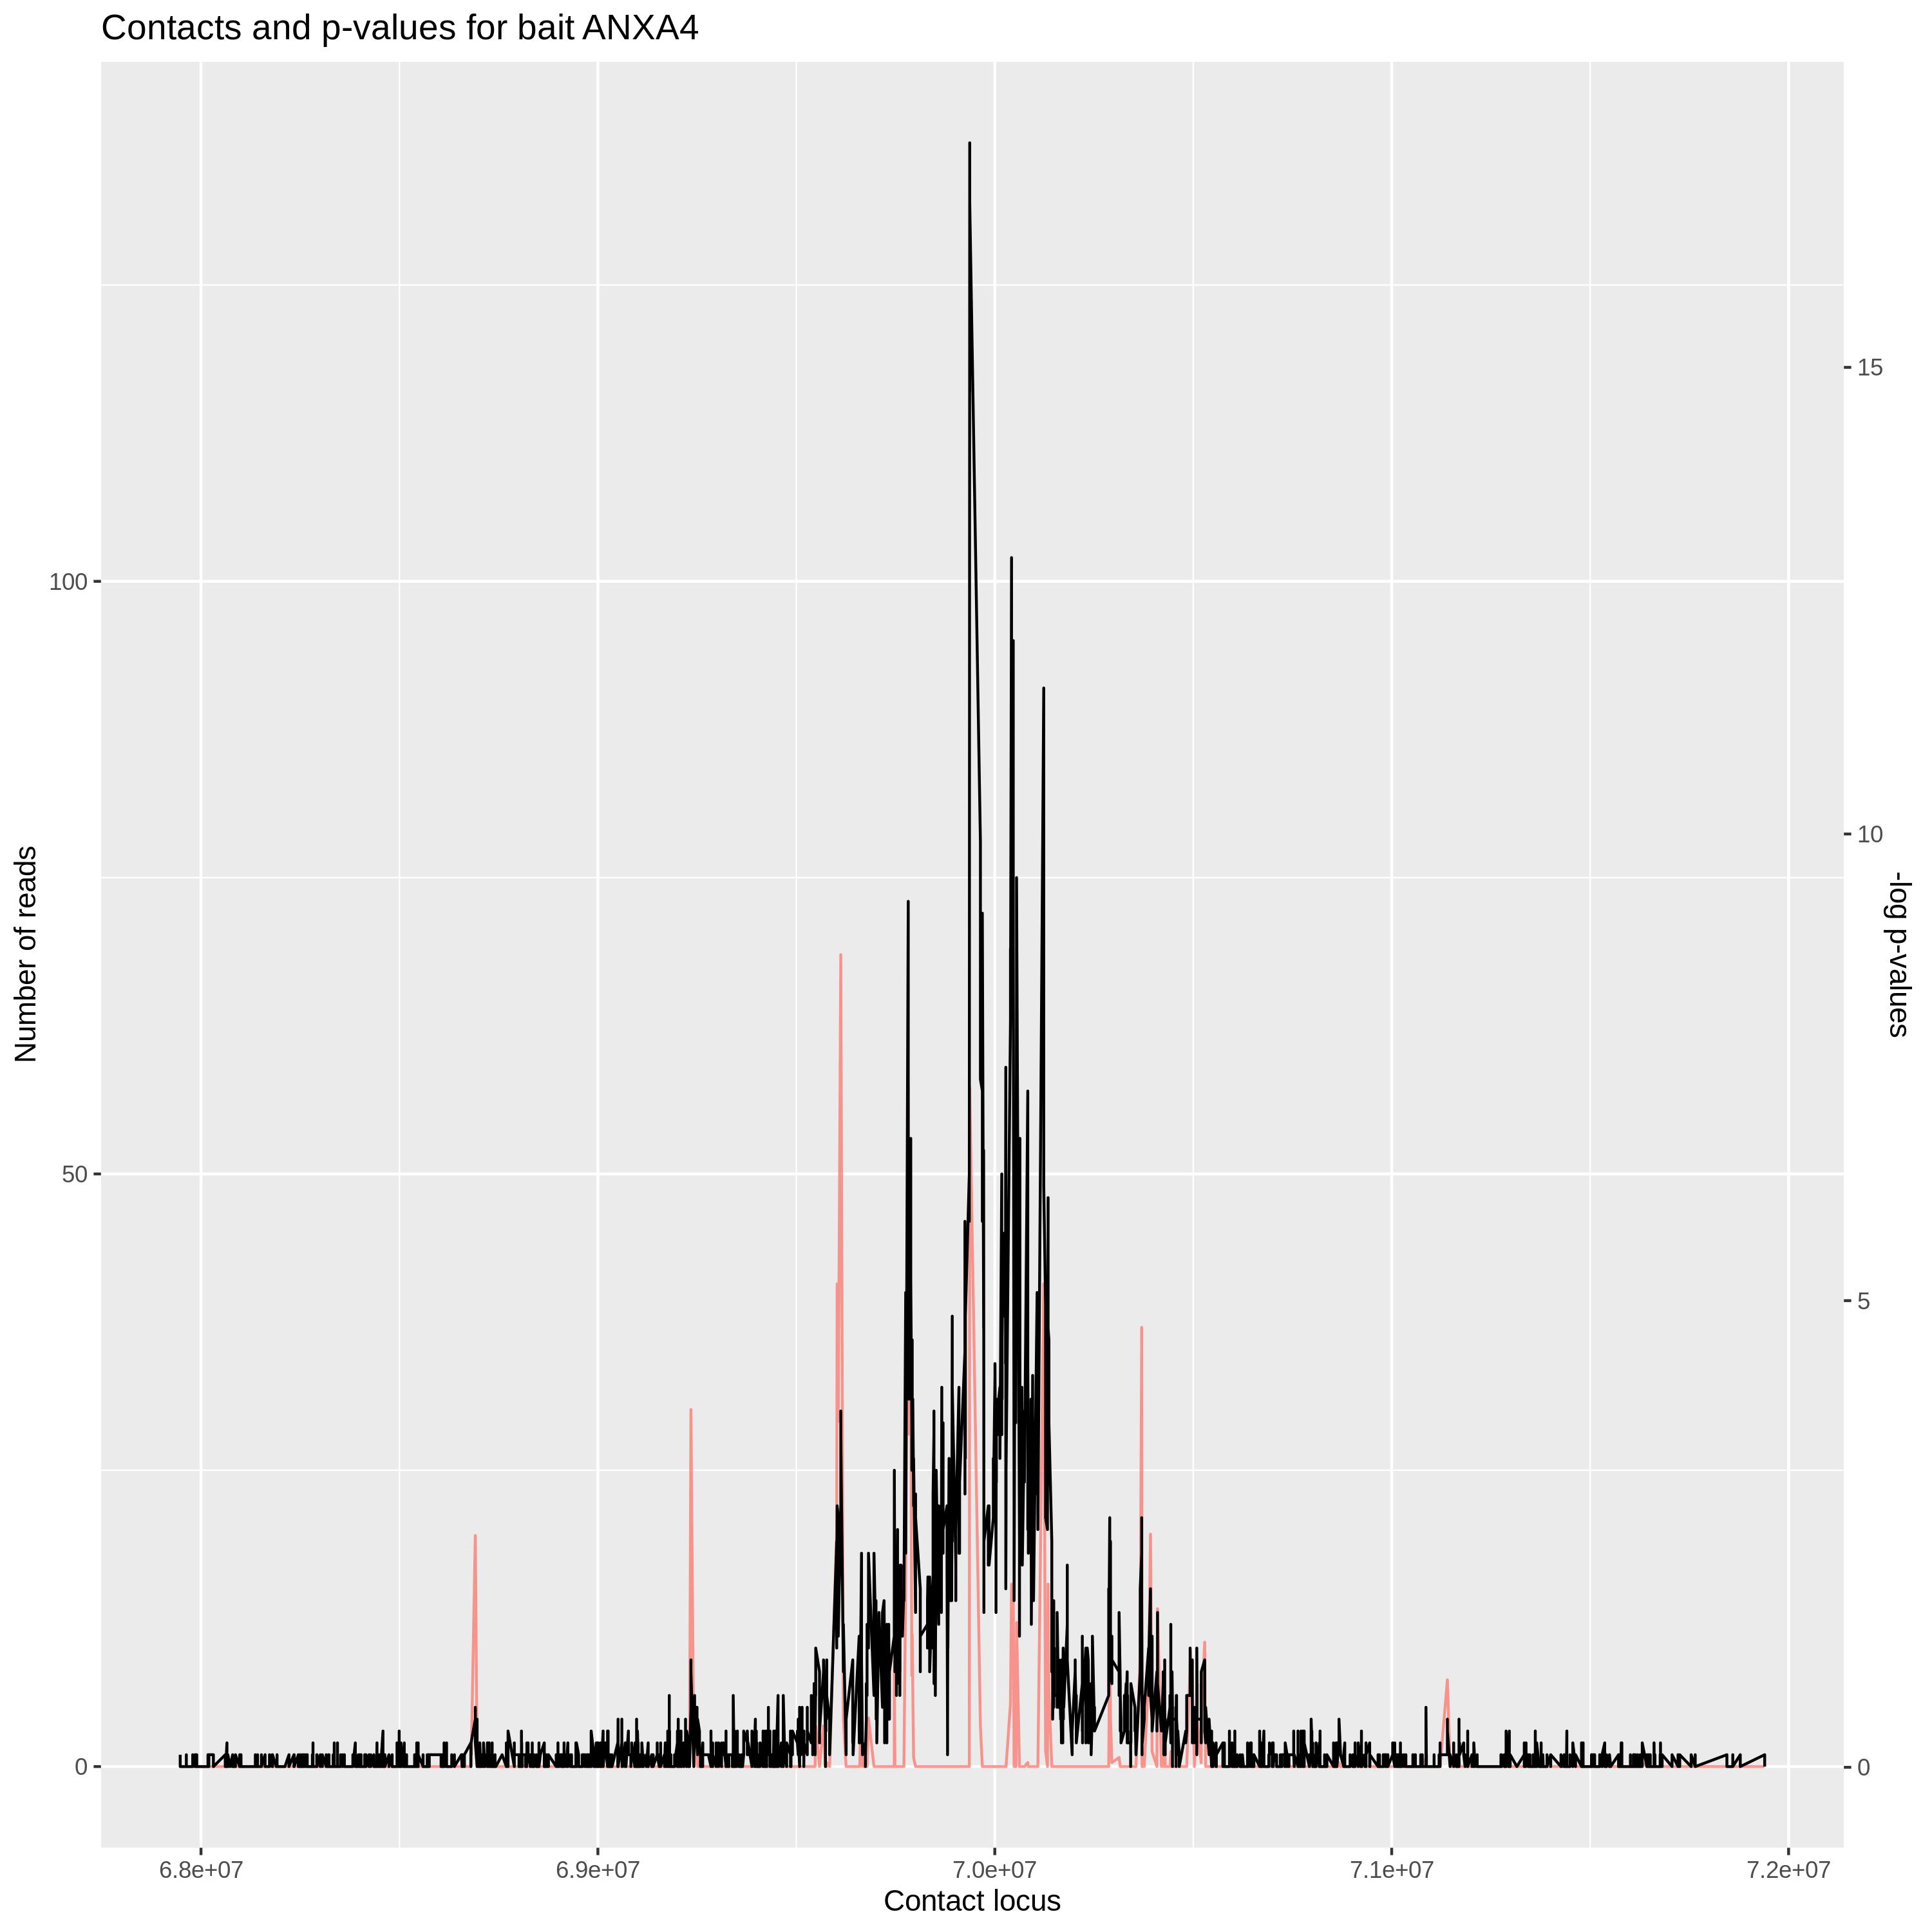 Contacts and p-values for bait ANXA4
Number of reads
100
50
0
15
10
5
0
-log p-values
6.8e+07 6.9e+07 7.0e+07 7.1e+07 7.2e+07
Contact locus